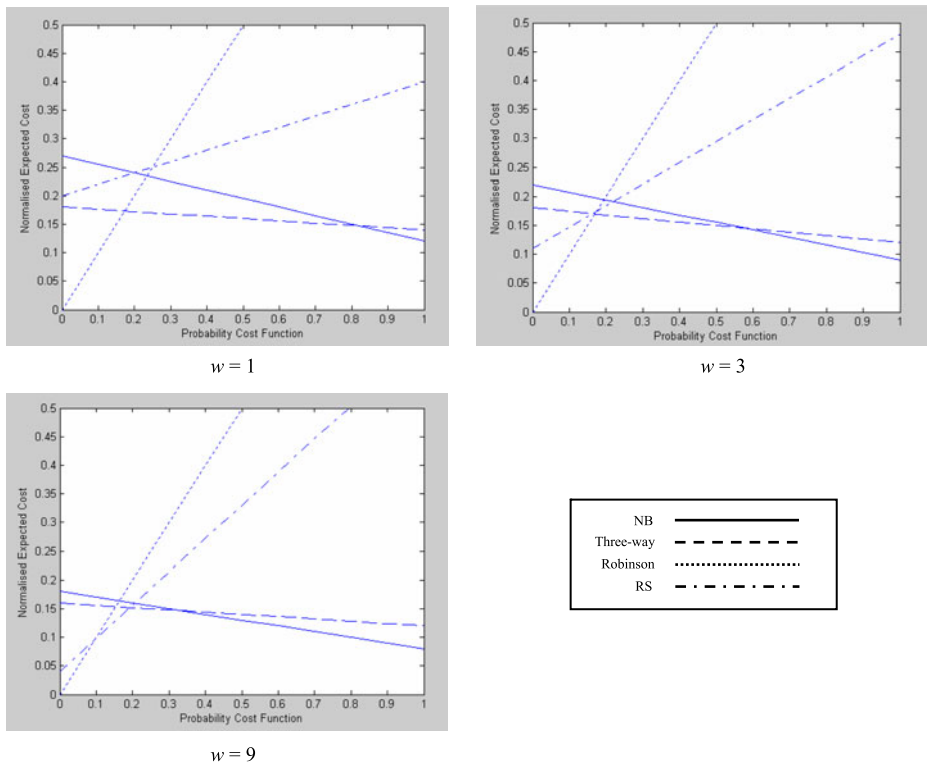 0.5
0.45
0.4
0.35
0.3
0.25
0.2
0.15
0.1
0.05
0
Normalised Expected Cost
0 0.1 0.2 0.3 0.4 0.5 0.6 0.7 0.8 0.9 1
Probability Cost Function
w = 1
0.5
0.45
0.4
0.35
0.3
0.25
0.2
0.15
0.1
0.05
0
Normalised Expected Cost
0 0.1 0.2 0.3 0.4 0.5 0.6 0.7 0.8 0.9 1
Probability Cost Function
w = 3
0.5
0.45
0.4
0.35
0.3
0.25
0.2
0.15
0.1
0.05
0
Normalised Expected Cost
0 0.1 0.2 0.3 0.4 0.5 0.6 0.7 0.8 0.9 1
Probability Cost Function
w = 9
NB
Three-way
Robinson
RS